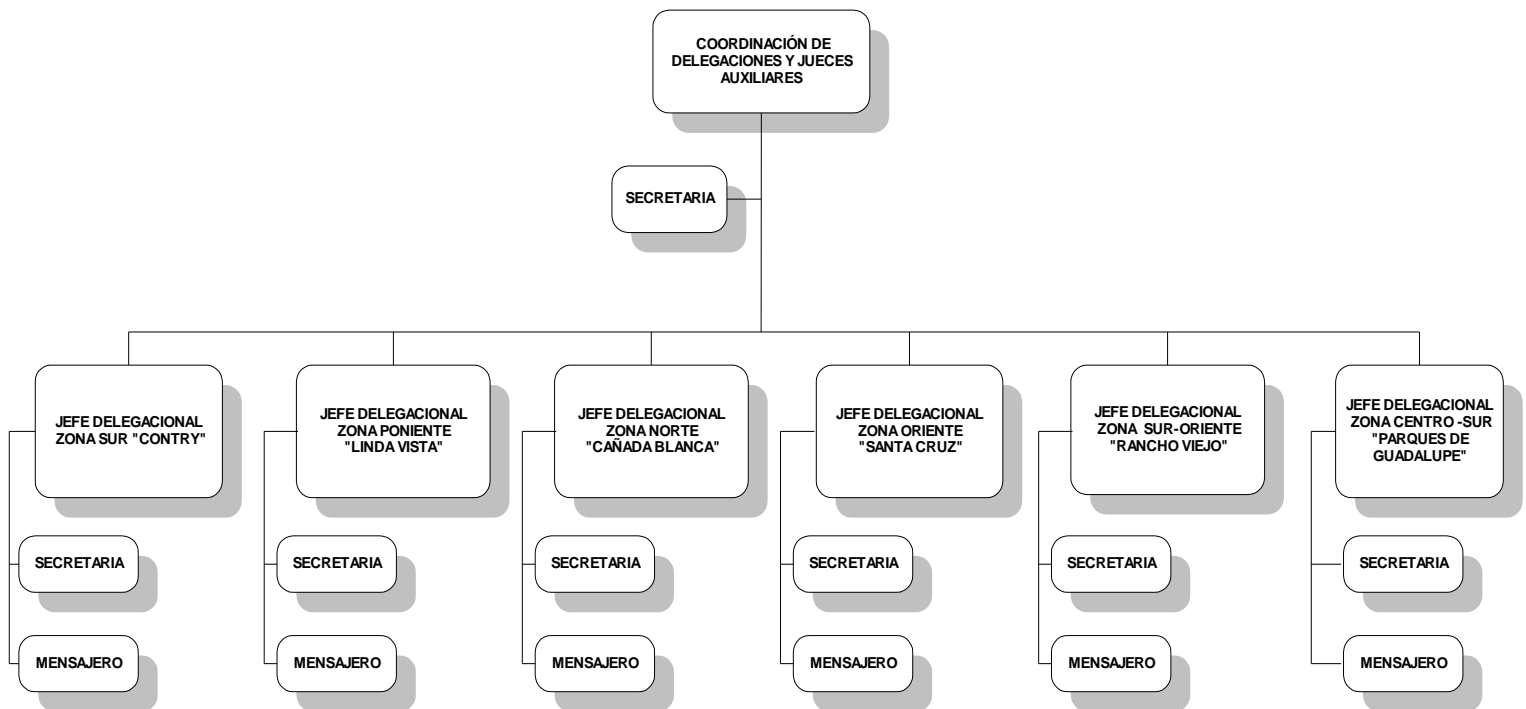 COORDINACIÓN DE
DELEGACIONES Y JUECES
AUXILIARES
SECRETARIA
JEFE DELEGACIONAL
ZONA SUR "CONTRY"
JEFE DELEGACIONAL
ZONA PONIENTE
"LINDA VISTA"
JEFE DELEGACIONAL
ZONA NORTE
"CAÑADA BLANCA"
JEFE DELEGACIONAL
ZONA ORIENTE
"SANTA CRUZ"
JEFE DELEGACIONAL
ZONA SUR-ORIENTE
"RANCHO VIEJO"
JEFE DELEGACIONAL
ZONA CENTRO -SUR
"PARQUES DE
GUADALUPE"
SECRETARIA
SECRETARIA
SECRETARIA
SECRETARIA
SECRETARIA
SECRETARIA
MENSAJERO
MENSAJERO
MENSAJERO
MENSAJERO
MENSAJERO
MENSAJERO